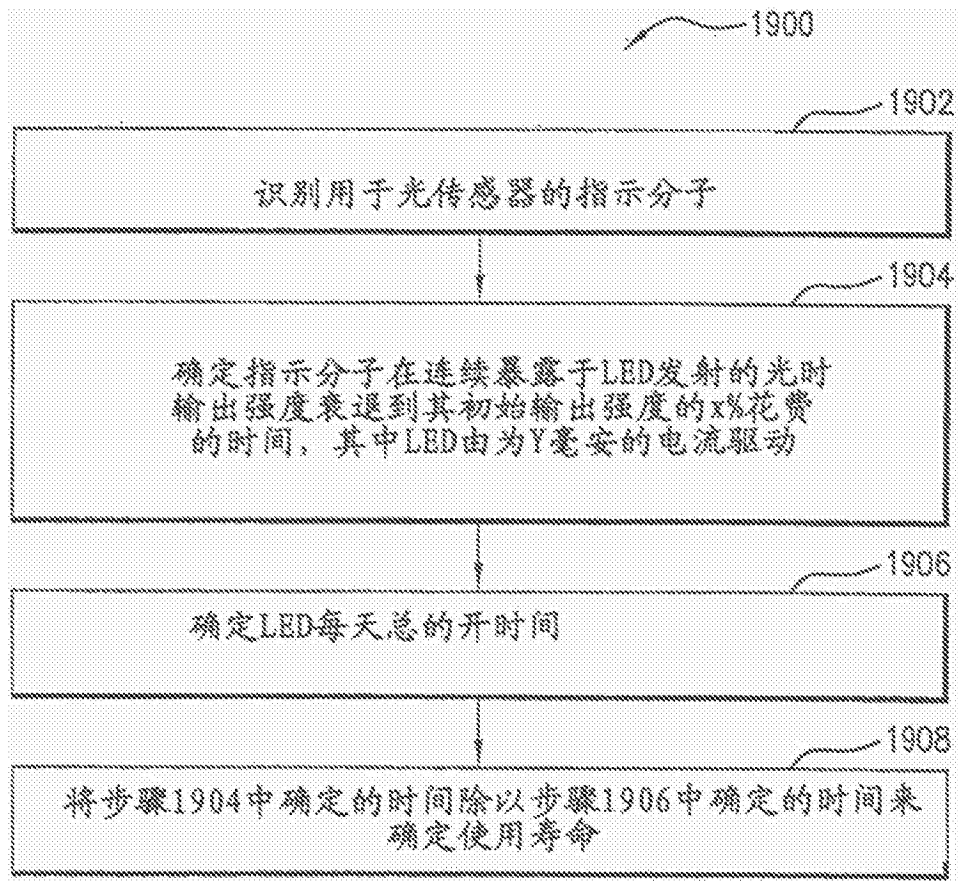 1900
1902
识别用于光传感器的指示分子
1904
确定指示分子在连续暴露于LED发射的光时
输出强度衰退到其初始输出强度的x%花费
的时间，其中LED由为Y毫安的电流驱动
1906
确定LED每天总的开时间
1908
将步骤1904中确定的时间除以步骤1906中确定的时间来
确定使用寿命